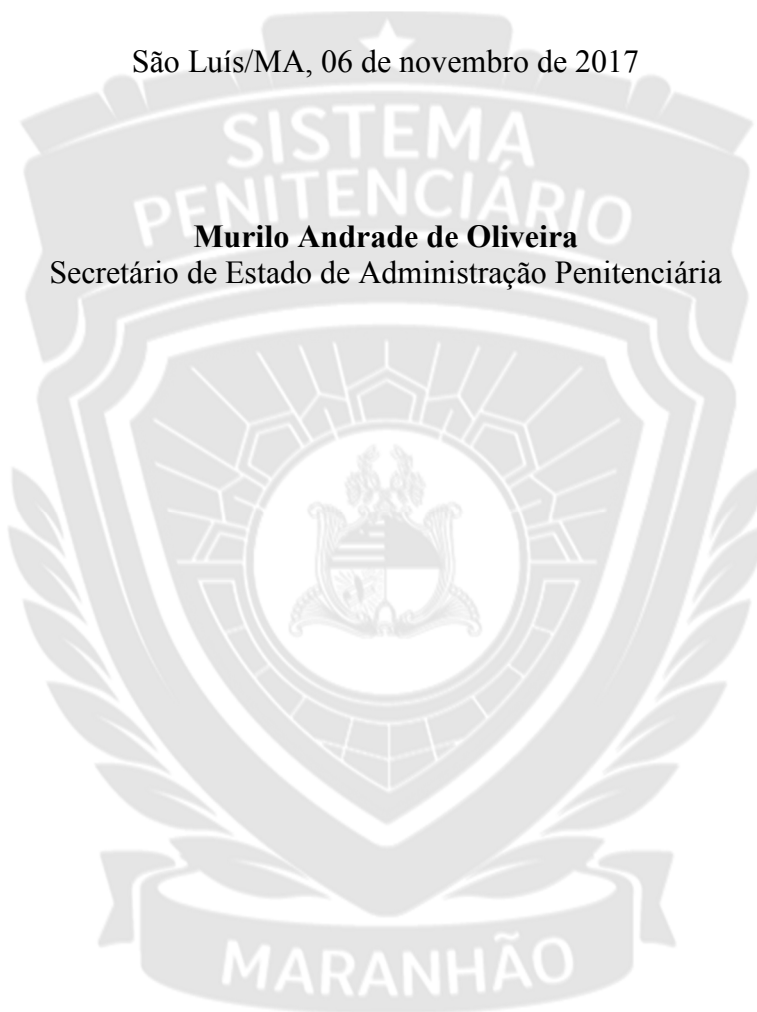 São Luís/MA, 06 de novembro de 2017
SISTEMA
PENITENCIÁRIO
Murilo Andrade de Oliveira
Secretário de Estado de Administração Penitenciária
MARANHÃO